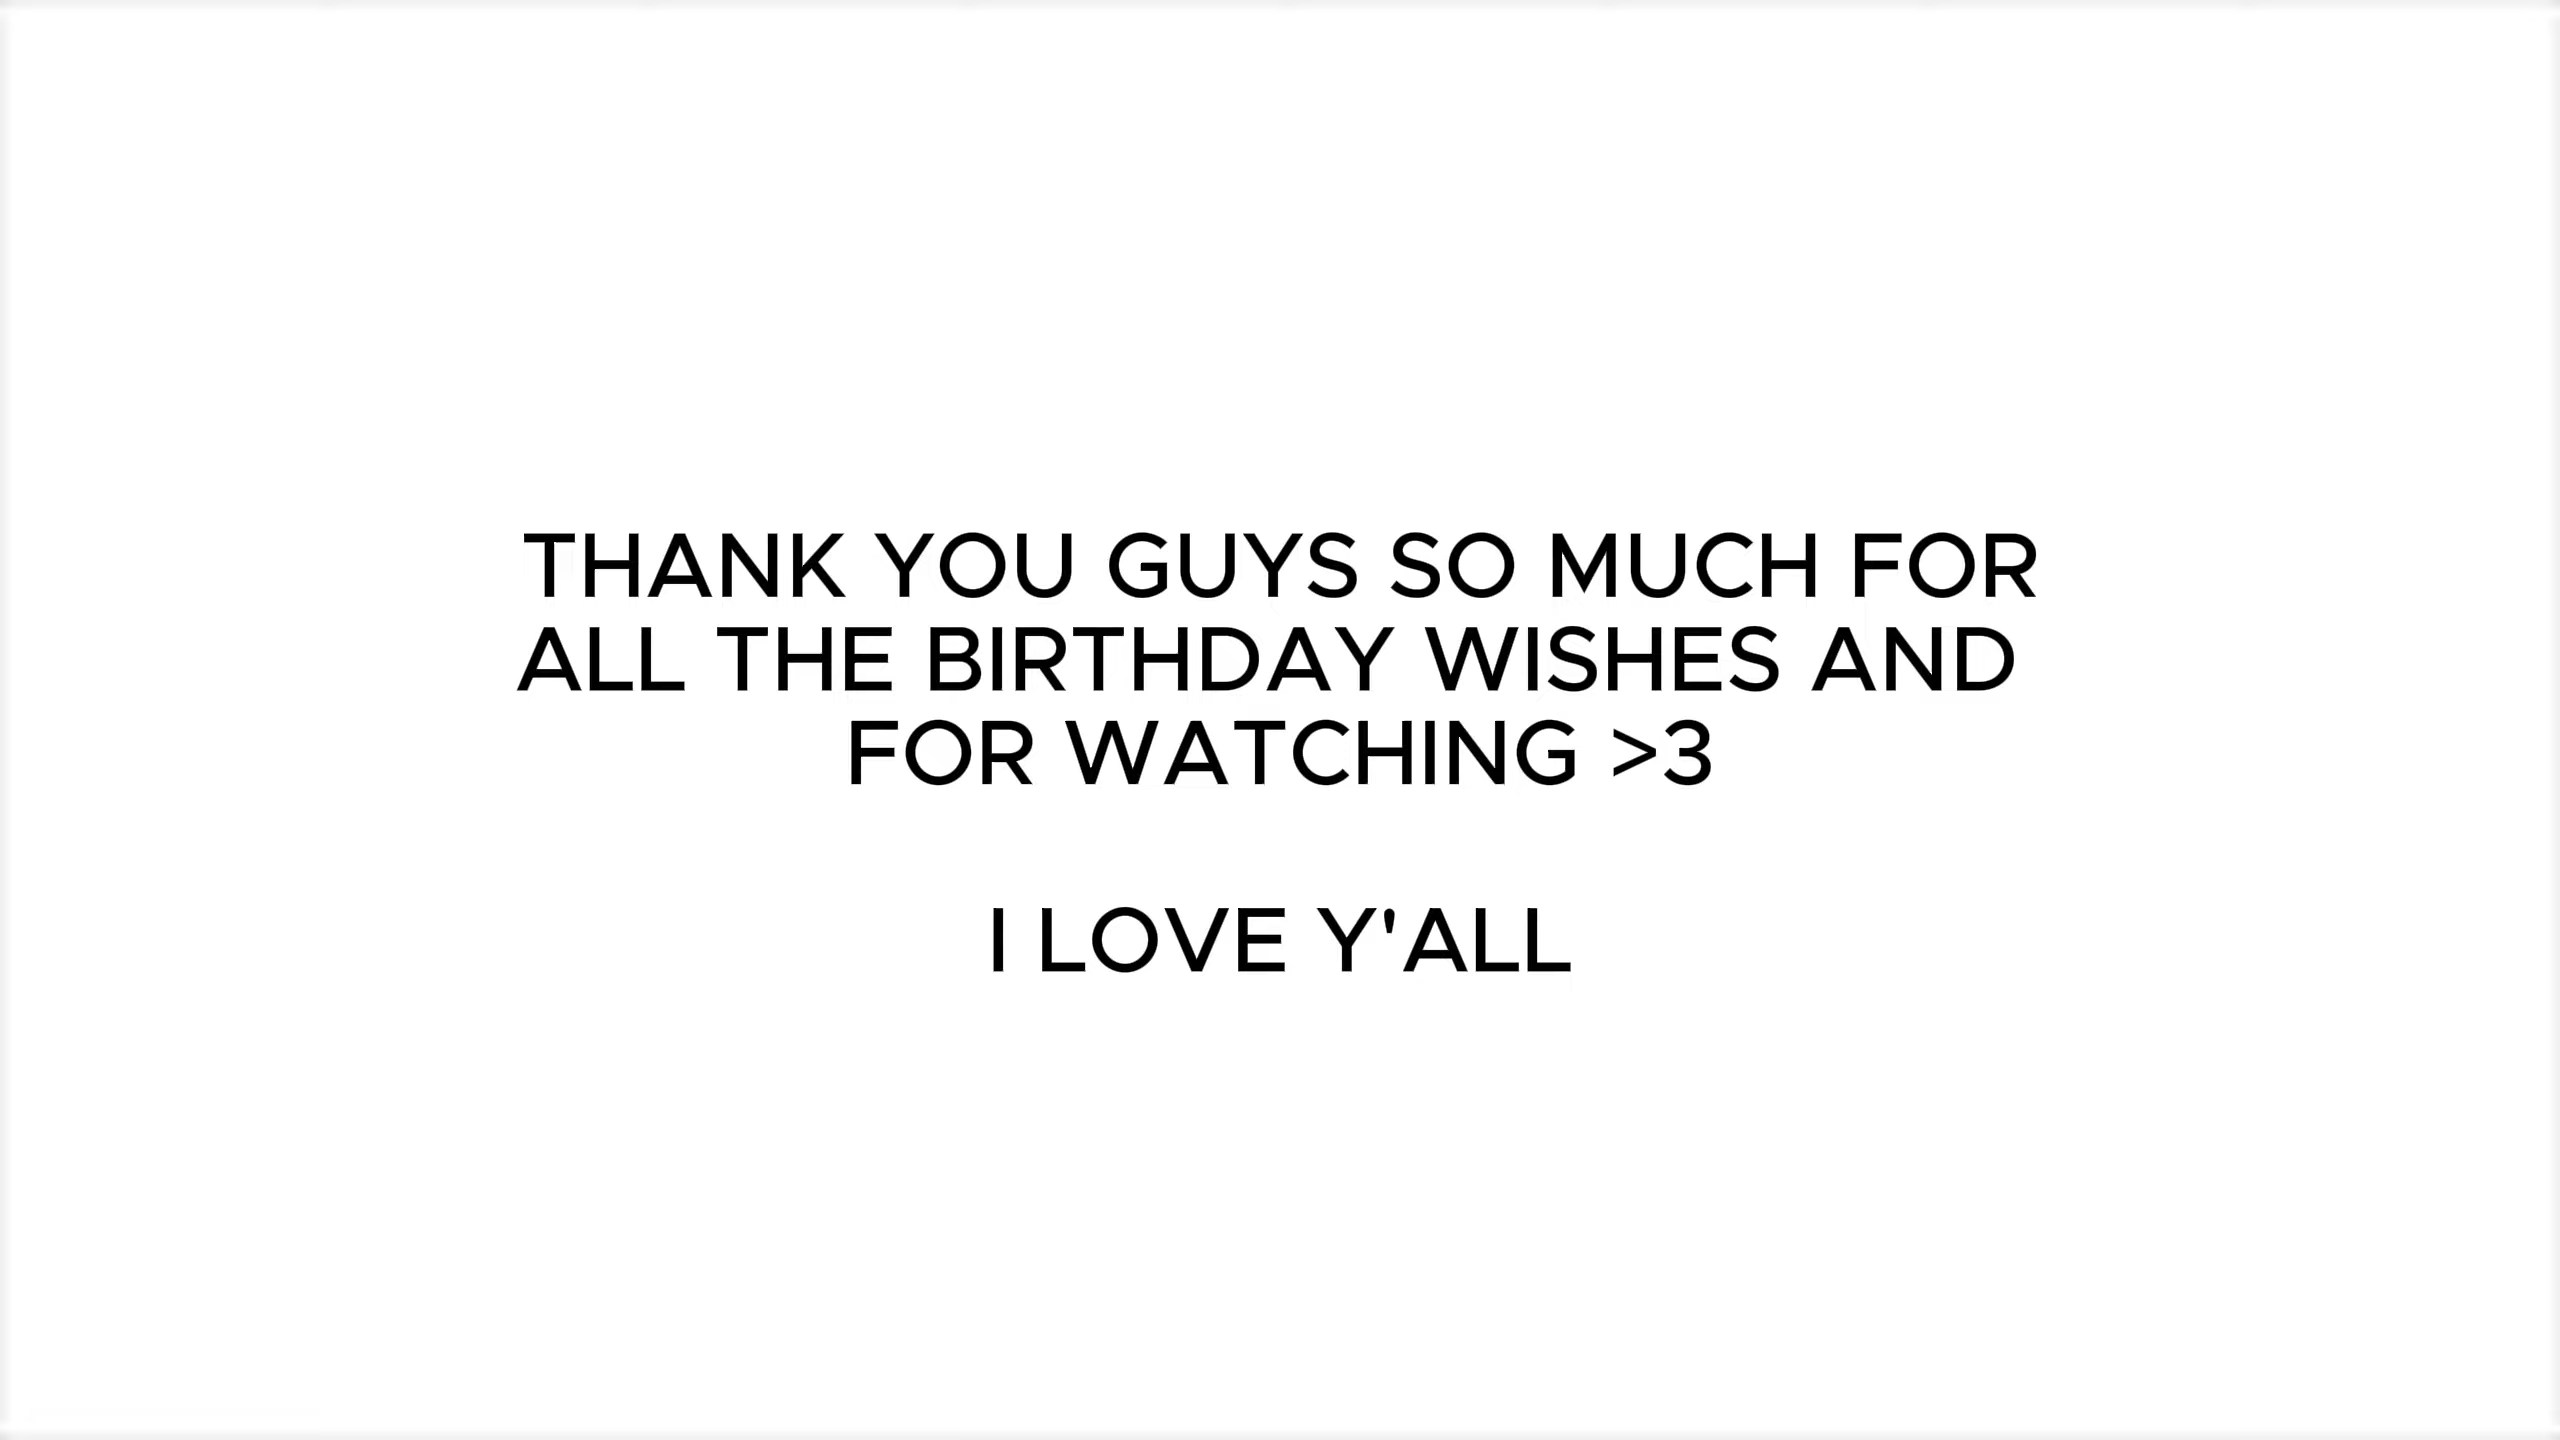 THANK YOU GUYS SO MUCH FOR
ALL THE BIRTHDAY WISHES AND
FOR WATCHING >3
I LOVE Y'ALL